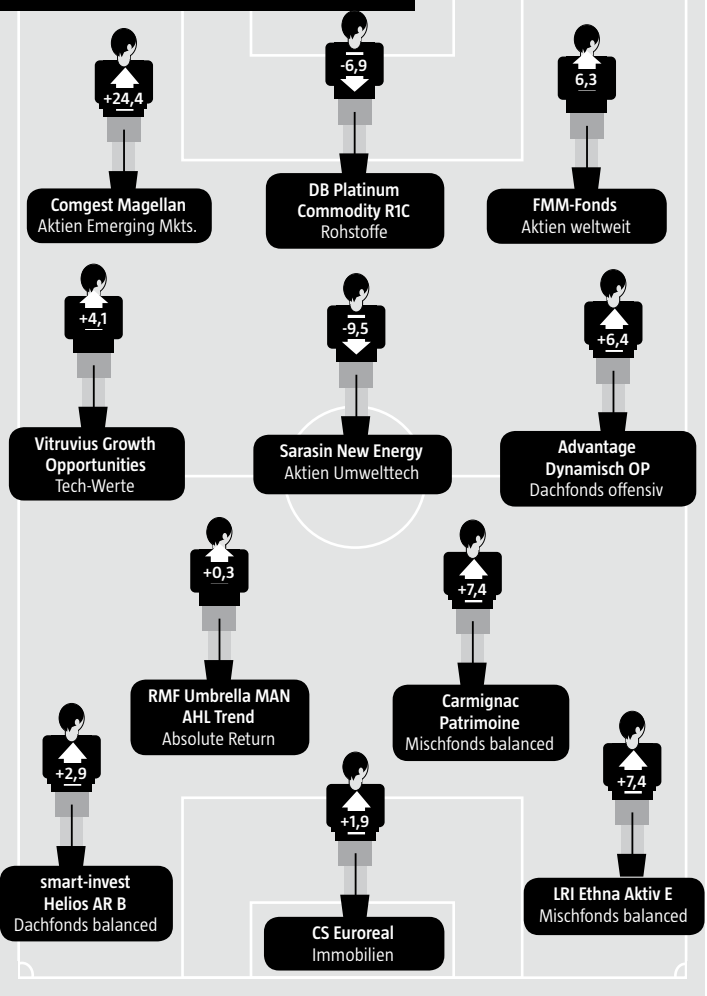 +24,4
Comgest Magellan
Aktien Emerging Mkts.
-6,9
DB Platinum
Commodity R1C
Rohstoffe
6,3
FMM-Fonds
Aktien weltweit
+4,1
Vitruvius Growth
Opportunities
Tech-Werte
-9,5
Sarasin New Energy
Aktien Umwelttech
+6,4
Advantage
Dynamisch OP
Dachfonds offensiv
+0,3
RMF Umbrella MAN
AHL Trend
Absolute Return
+7,4
Carmignac
Patrimoine
Mischfonds balanced
+2,9
smart-invest
Helios AR B
Dachfonds balanced
+1,9
CS Euroreal
Immobilien
+7,4
LRI Ethna Aktiv E
Mischfonds balanced